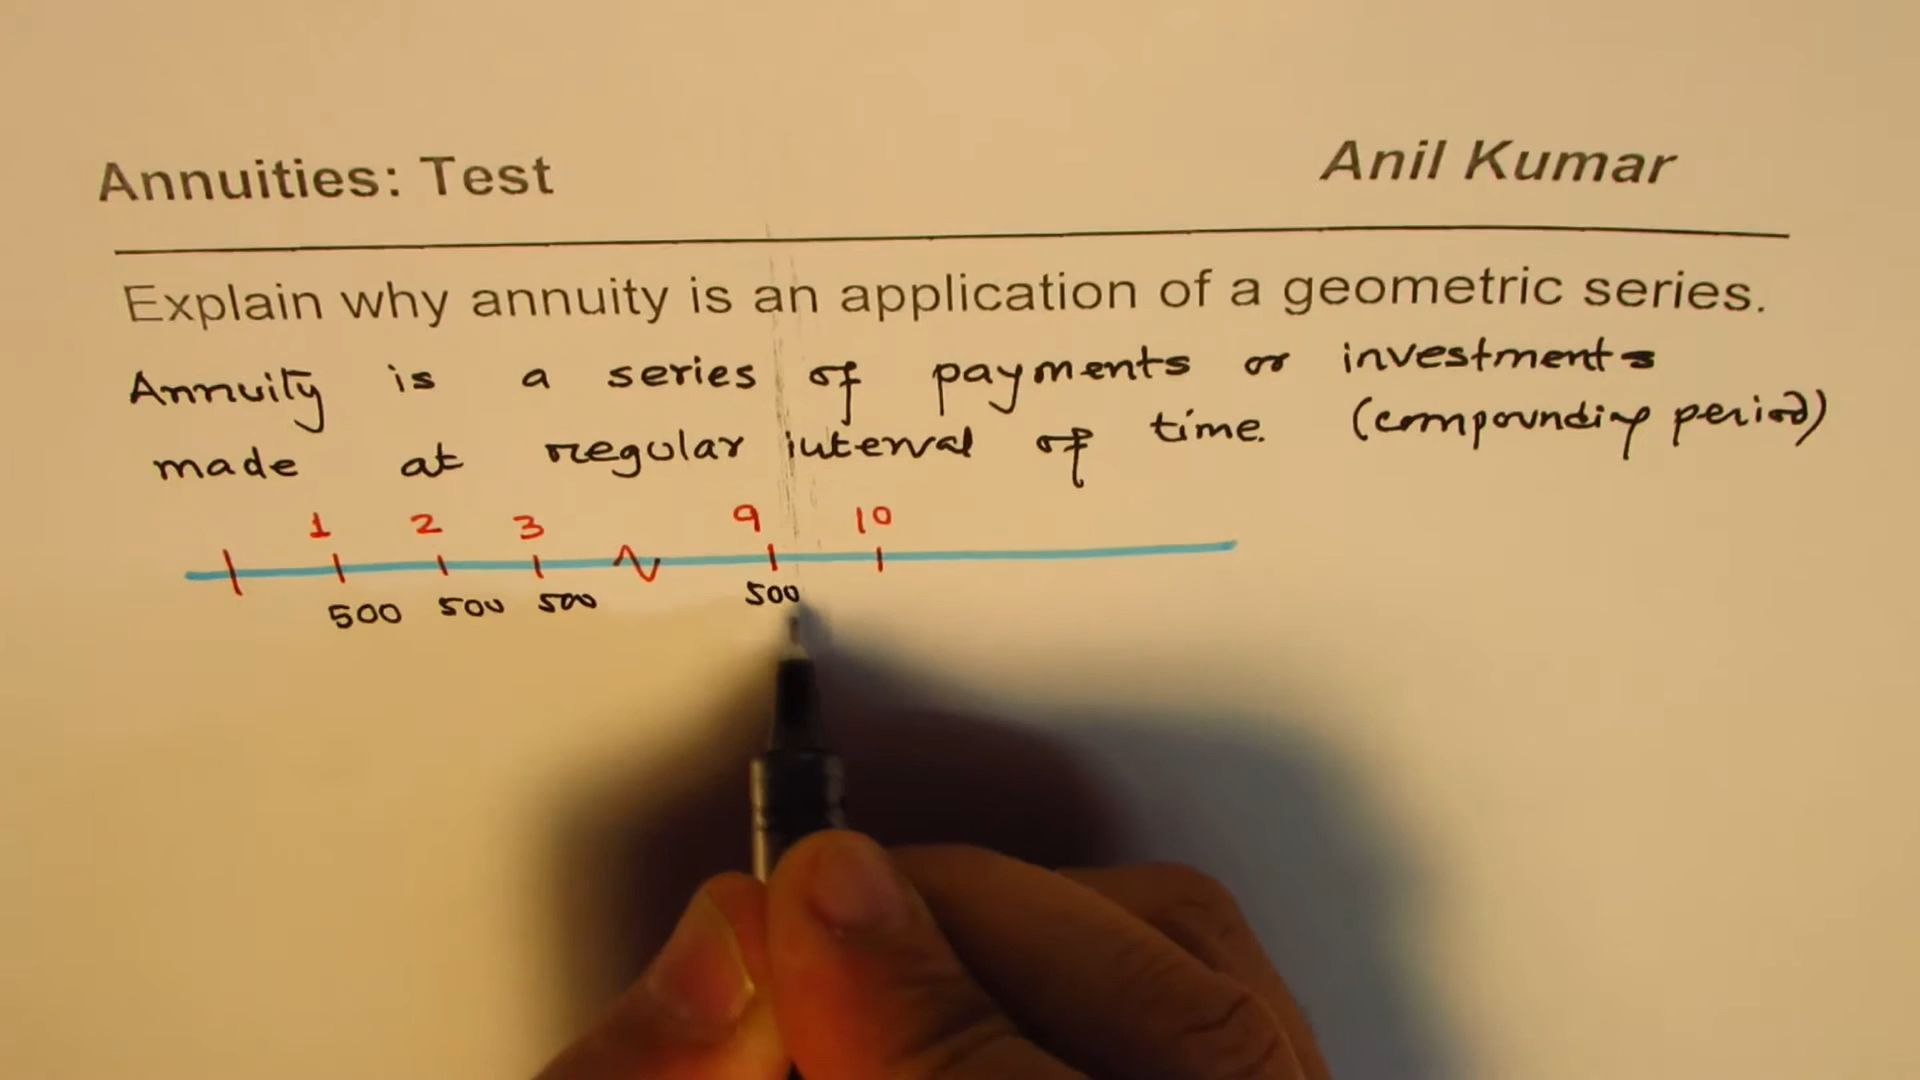 Annuities: Test
Anil Kumar
Explain why annuity is an application of a geometric series.
Annuity is a series of payments or investments
made at regular interval of time. (compounding period)
1 2 3 9 10
500 500 500 500